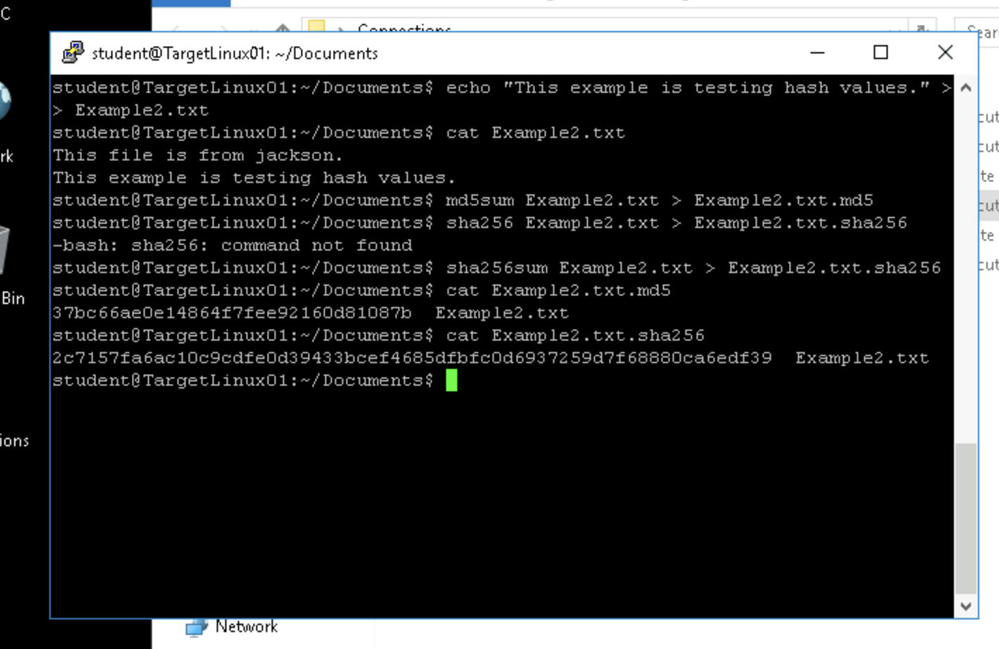 C
Connections
Sear
student@TargetLinux01: ~/Documents
student@TargetLinux01:~/Documents$ echo "This example is testing hash values." >
> Example2.txt
student@TargetLinux01:~/Documents$ cat Example2.txt
This file is from jackson.
This example is testing hash values.
student@TargetLinux01:~/Documents$ md5sum Example2.txt > Example2.txt.md5
student@TargetLinux01:~/Documents$ sha256 Example2.txt > Example2.txt.sha256
-bash: sha256: command not found
student@TargetLinux01:~/Documents$ sha256sum Example2.txt > Example2.txt.sha256
student@TargetLinux01:~/Documents$ cat Example2.txt.md5
37bc66ae0e14864f7fee92160d81087b  Example2.txt
student@TargetLinux01:~/Documents$ cat Example2.txt.sha256
2c7157fa6ac10c9cdfe0d39433bcef4685dfbfc0d6937259d7f68880ca6edf39  Example2.txt
student@TargetLinux01:~/Documents$
rk
Bin
ions
cut
cut
te
cut
te
cut
Network